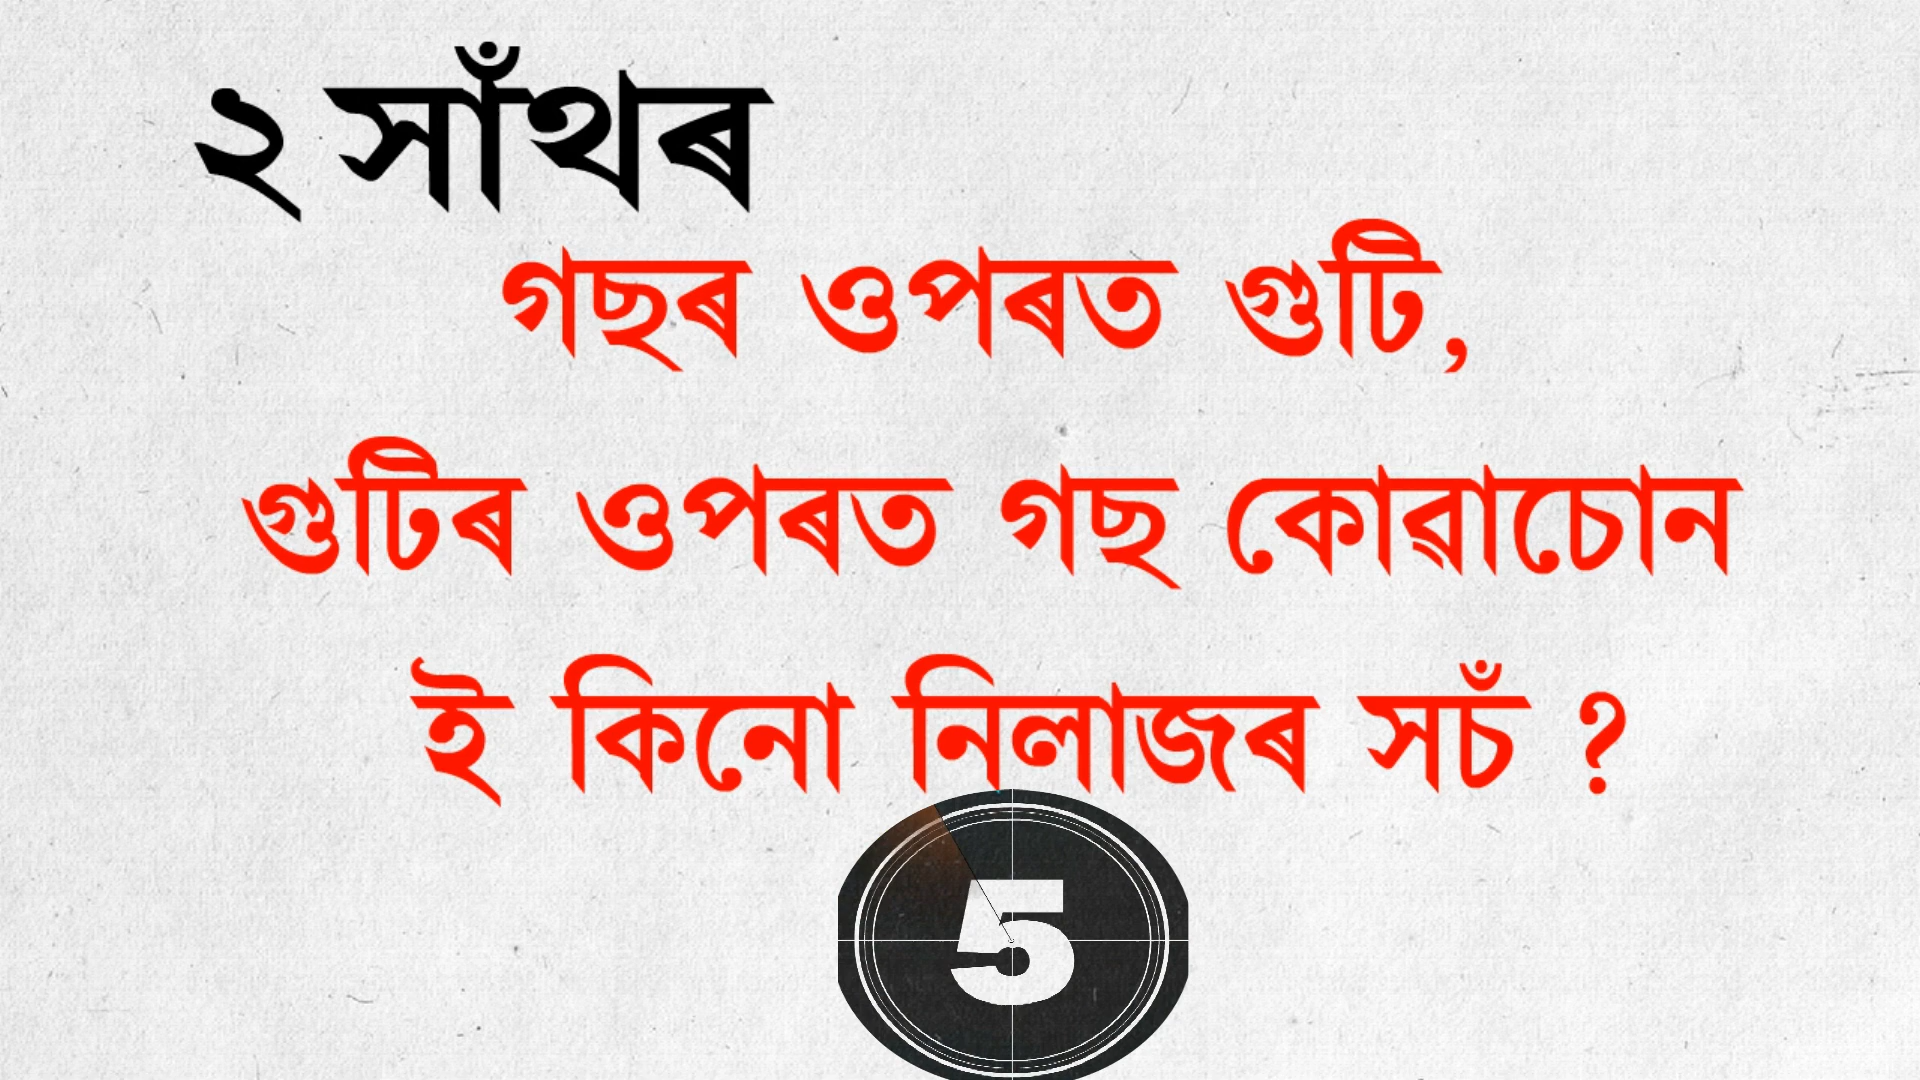 ২ সাঁথৰ
গছৰ ওপৰত গুটি,
গুটিৰ ওপৰত গছ কোৱাচোন
ই কিনো নিলাজৰ সচঁ ?
5